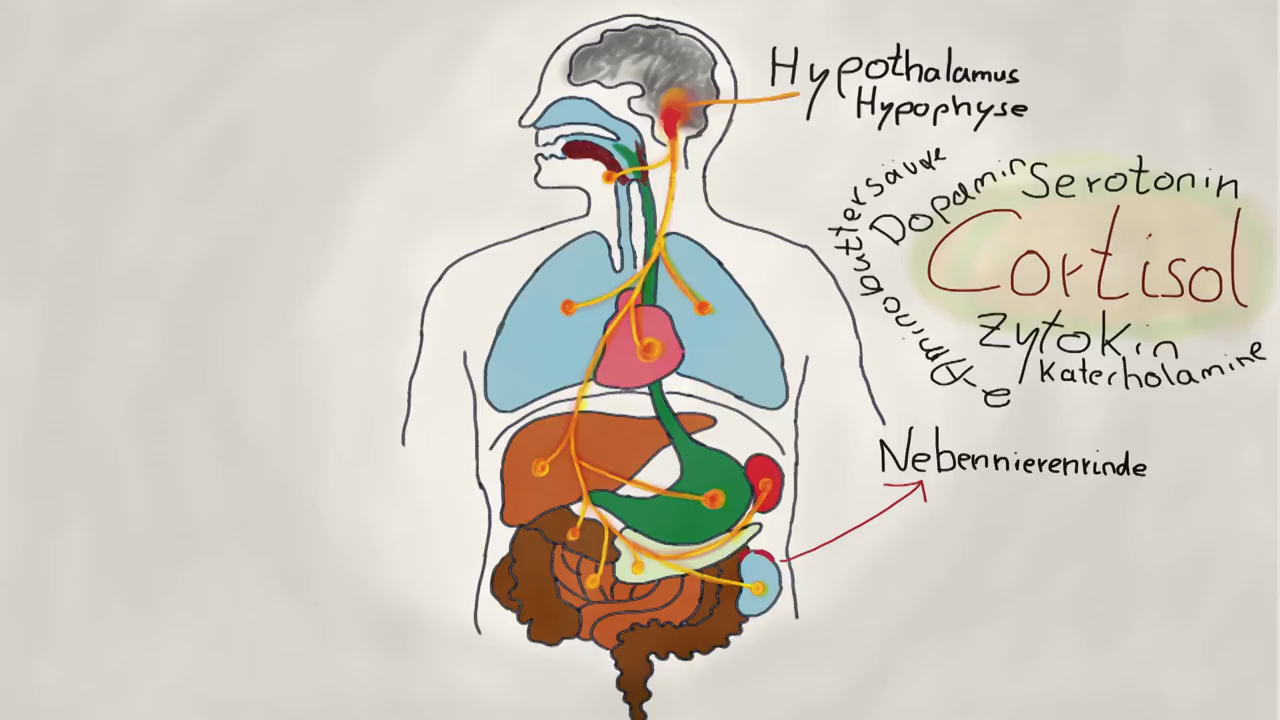 Hypothalamus
Hypophyse
γ-Aminobuttersäure
Dopamin
Serotonin
Cortisol
Zytokin
Katecholamine
Nebennierenrinde